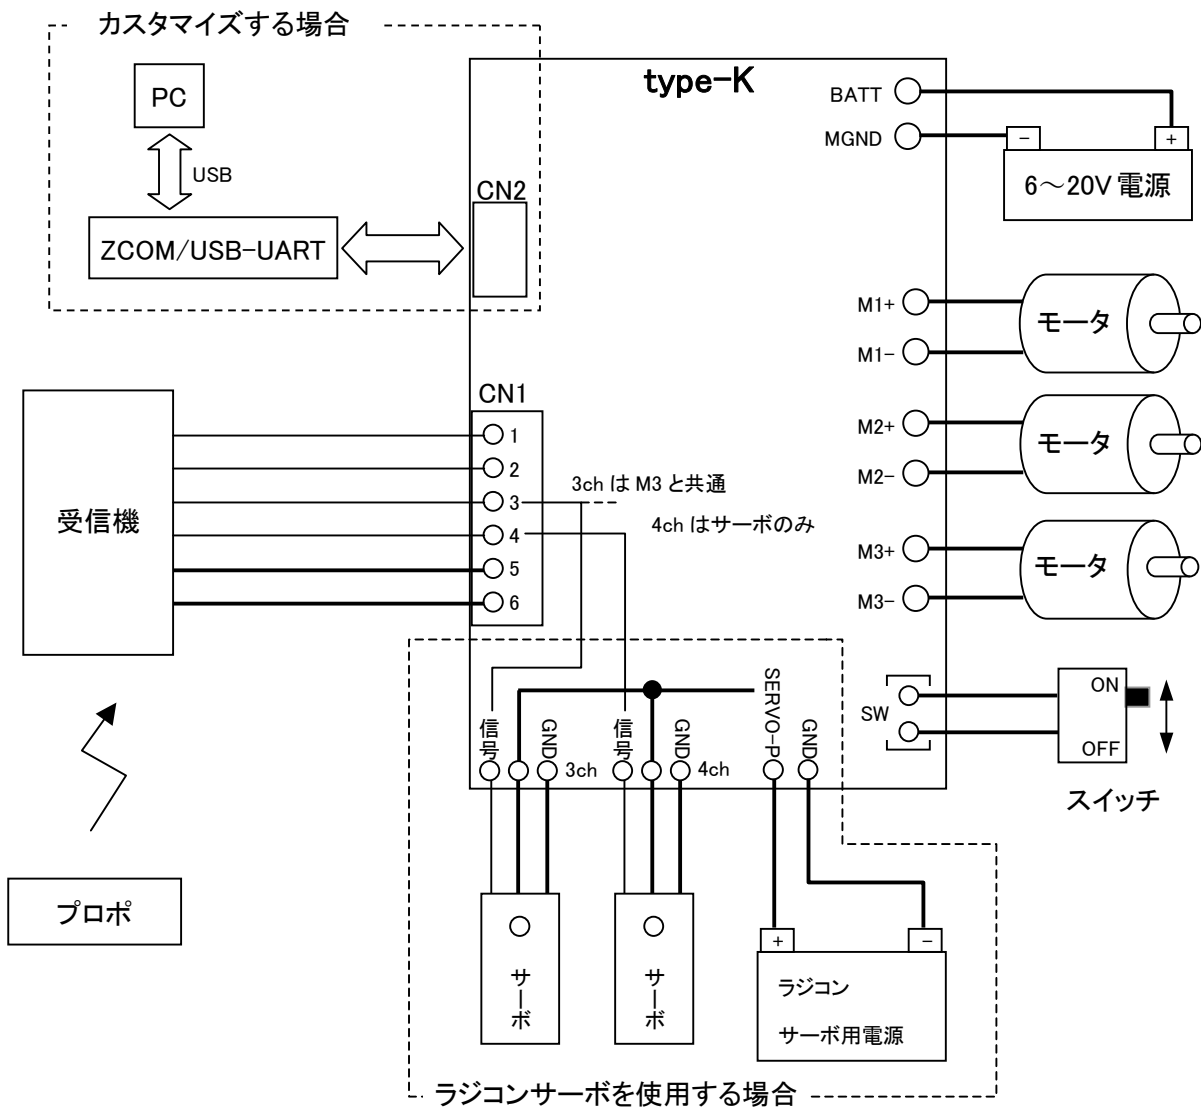 カスタマイズする場合
type-K
PC
USB
ZCOM/USB-UART
CN2
BATT
MGND
- +
6～20V 電源
M1+
M1-
モータ
M2+
M2-
モータ
M3+
M3-
モータ
受信機
CN1
1
2
3
4
5
6
3ch は M3 と共通
4ch はサーボのみ
SW
ON
OFF
スイッチ
プロポ
信号
GND
3ch
信号
GND
4ch
SERVO-P
GND
サーボ
サーボ
+ -
ラジコン
サーボ用電源
ラジコンサーボを使用する場合